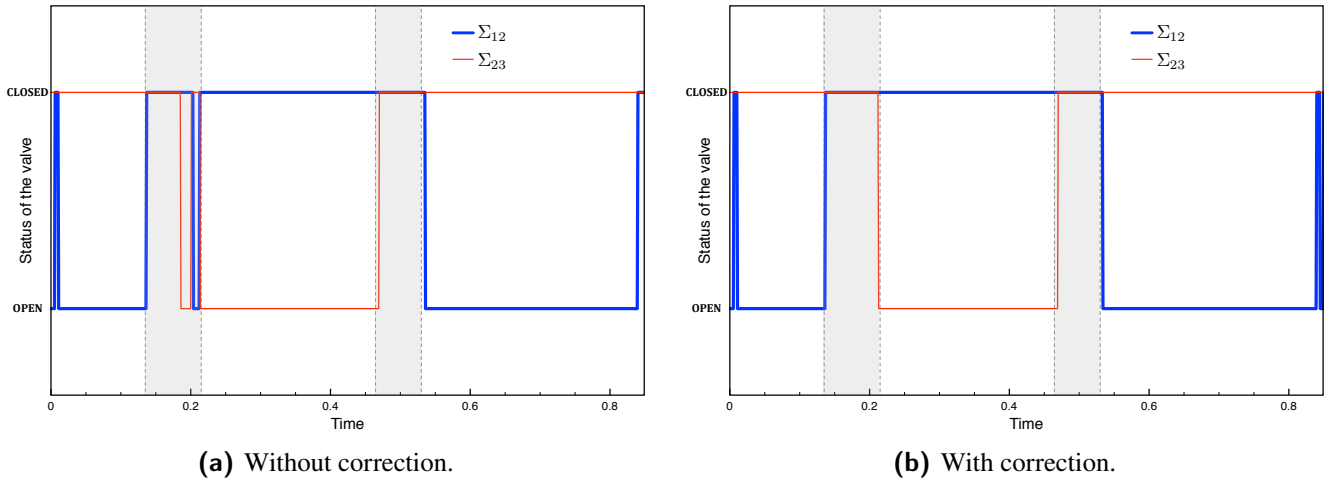 Σ12
Σ23
CLOSED
OPEN
Status of the valve
0
0.2
0.4
0.6
0.8
Time
(a) Without correction.
Σ12
Σ23
CLOSED
OPEN
Status of the valve
0
0.2
0.4
0.6
0.8
Time
(b) With correction.